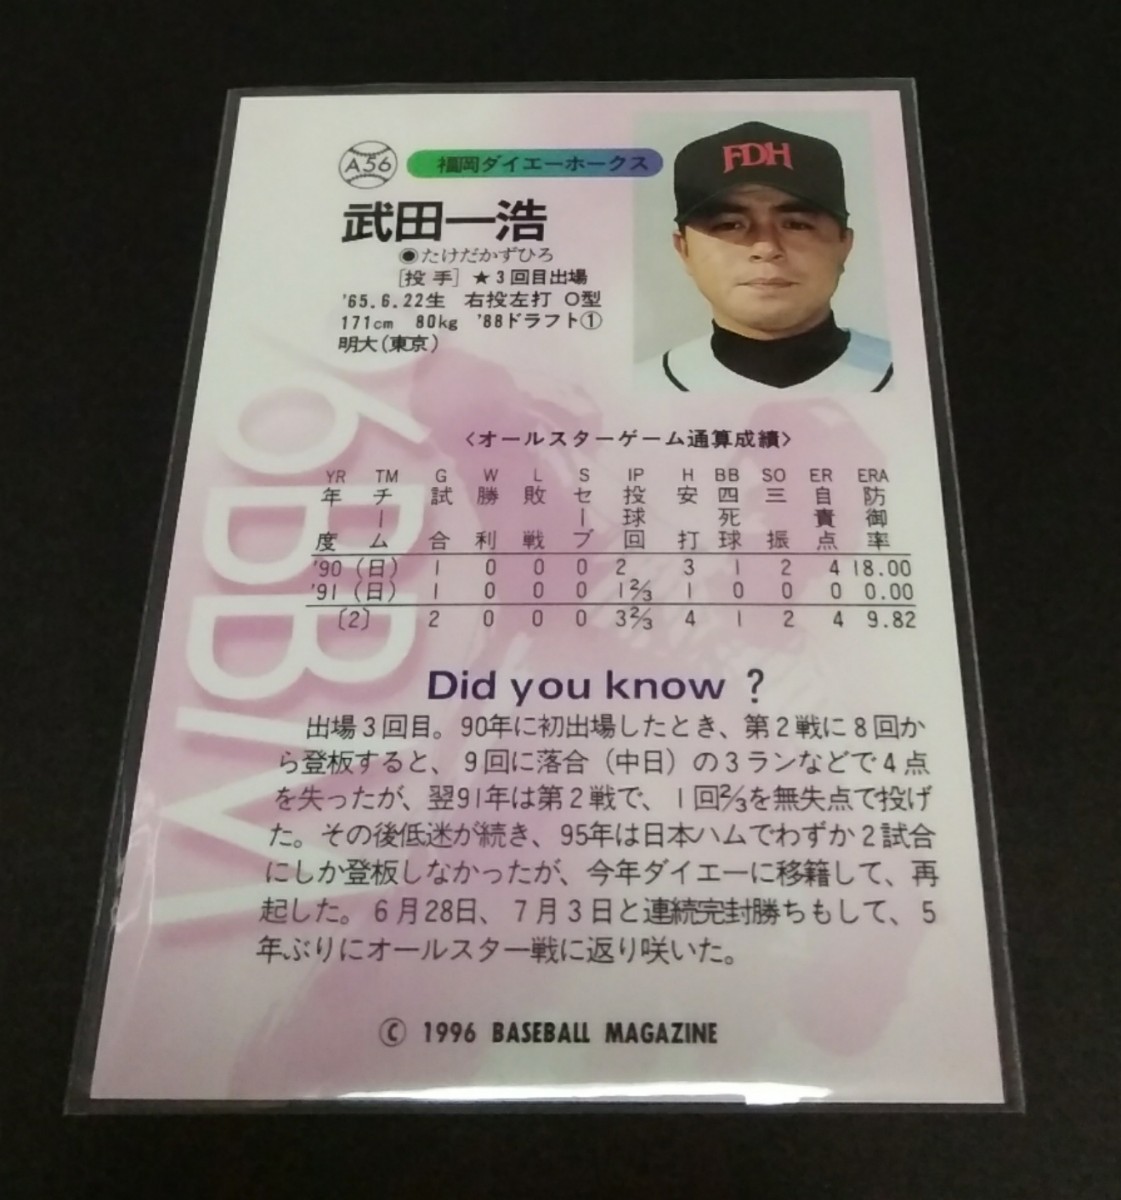 A56 福岡ダイエーホークス
FDH
武田一浩
◉たけだかずひろ
[投手] ★3回目出場
'65.6.22生 右投左打 O型
171cm 80kg '88ドラフト①
明大(東京)
'96BBM
〈オールスターゲーム通算成績〉
YR TM G W L S IP H BB SO ER ERA
年度 チーム 試合 勝利 敗戦 セーブ 投球回 安打 四死球 三振 自責点 防御率
'90 (日) 1 0 0 0 2 3 1 2 4 18.00
'91 (日) 1 0 0 0 1⅔ 1 0 0 0 0.00
〔2〕 2 0 0 0 3⅔ 4 1 2 4 9.82
Did you know ?
出場3回目。90年に初出場したとき、第2戦に8回か
ら登板すると、9回に落合(中日)の3ランなどで4点
を失ったが、翌91年は第2戦で、1回⅔を無失点で投げ
た。その後低迷が続き、95年は日本ハムでわずか2試合
にしか登板しなかったが、今年ダイエーに移籍して、再
起した。6月28日、7月3日と連続完封勝ちもして、5
年ぶりにオールスター戦に返り咲いた。
© 1996 BASEBALL MAGAZINE